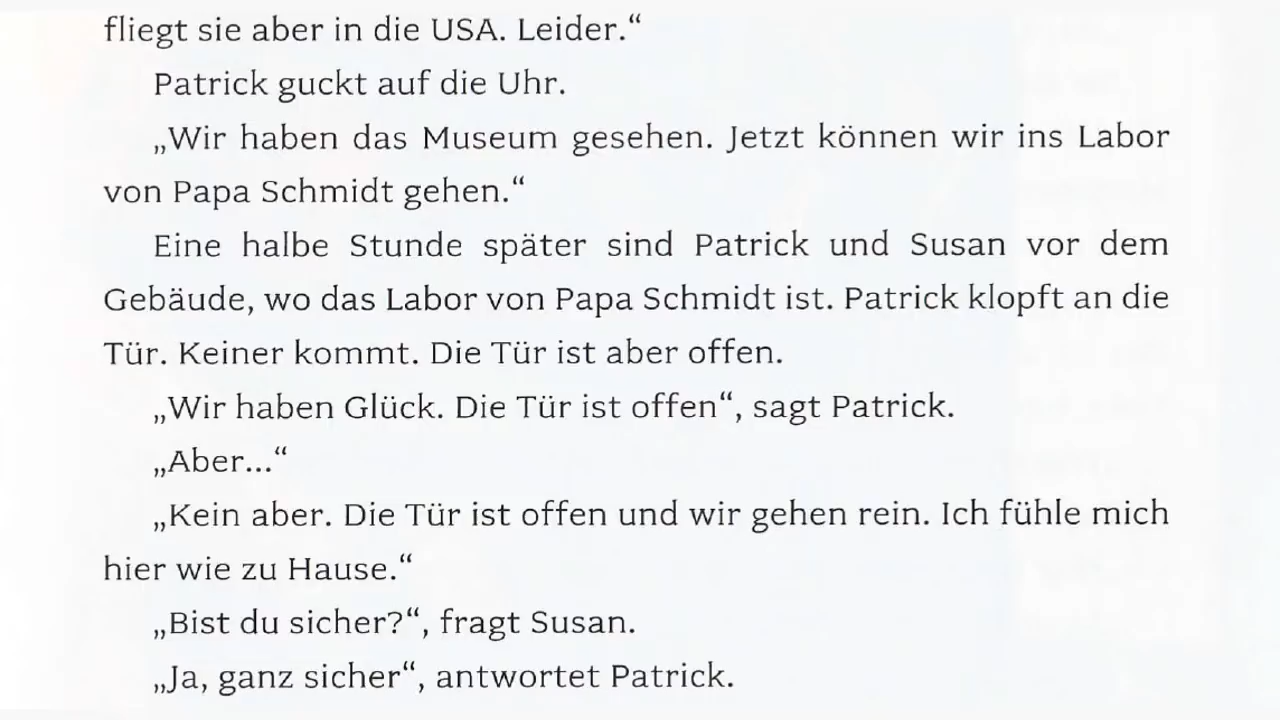 fliegt sie aber in die USA. Leider.“
Patrick guckt auf die Uhr.
„Wir haben das Museum gesehen. Jetzt können wir ins Labor
von Papa Schmidt gehen.“
Eine halbe Stunde später sind Patrick und Susan vor dem
Gebäude, wo das Labor von Papa Schmidt ist. Patrick klopft an die
Tür. Keiner kommt. Die Tür ist aber offen.
„Wir haben Glück. Die Tür ist offen“, sagt Patrick.
„Aber...“
„Kein aber. Die Tür ist offen und wir gehen rein. Ich fühle mich
hier wie zu Hause.“
„Bist du sicher?“, fragt Susan.
„Ja, ganz sicher“, antwortet Patrick.